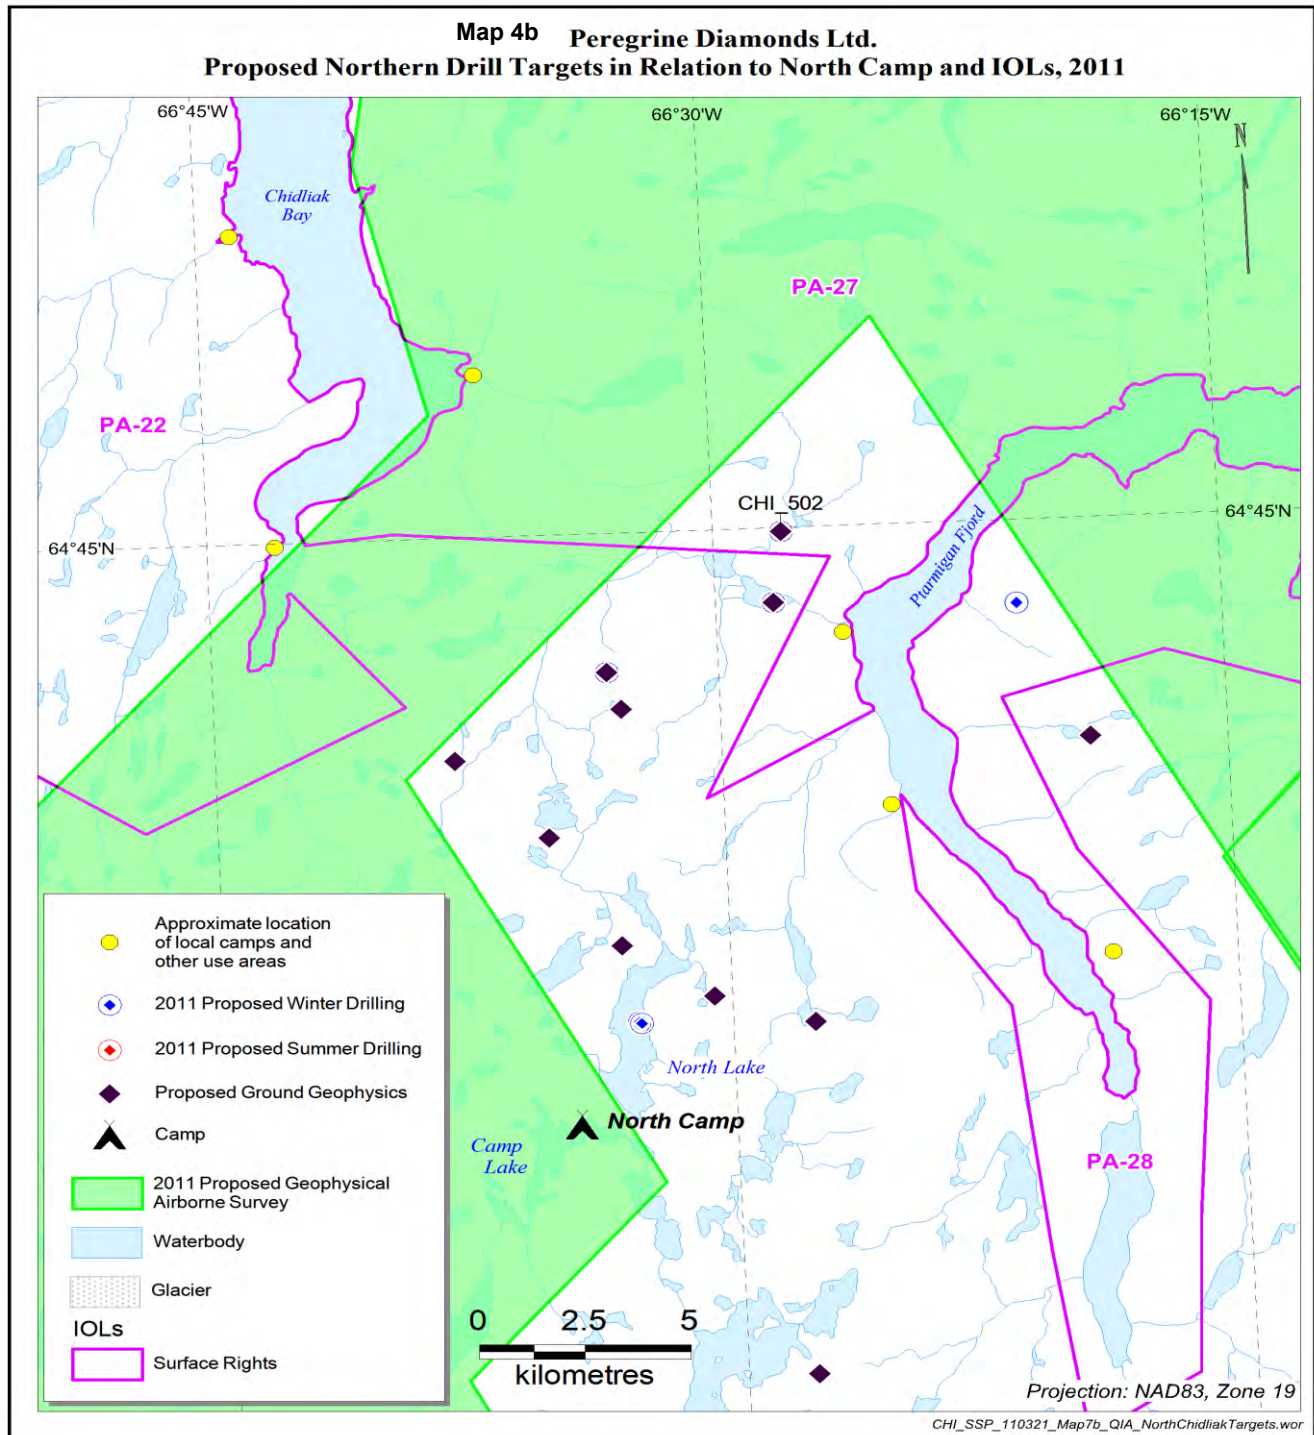 Map 4b
Peregrine Diamonds Ltd.
Proposed Northern Drill Targets in Relation to North Camp and IOLs, 2011
66°45'W
66°30'W
66°15'W
N
Chidliak
Bay
PA-27
PA-22
CHI_502
64°45'N
64°45'N
Ptarmigan Fjord
North Lake
North Camp
Camp
Lake
PA-28
Approximate location
of local camps and
other use areas
2011 Proposed Winter Drilling
2011 Proposed Summer Drilling
Proposed Ground Geophysics
Camp
2011 Proposed Geophysical
Airborne Survey
Waterbody
Glacier
IOLs
Surface Rights
0 2.5 5
kilometres
Projection: NAD83, Zone 19
CHI_SSP_110321_Map7b_QIA_NorthChidliakTargets.wor